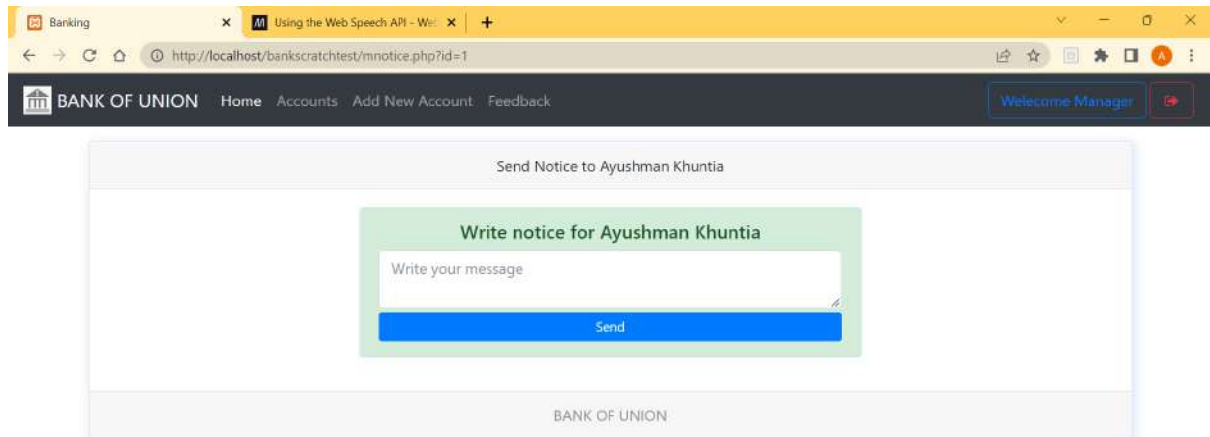 Banking
Using the Web Speech API - Wel
http://localhost/bankscratchtest/mnotice.php?id=1
A
BANK OF UNION Home Accounts Add New Account Feedback
Welecome Manager
Send Notice to Ayushman Khuntia
Write notice for Ayushman Khuntia
Write your message
Send
BANK OF UNION